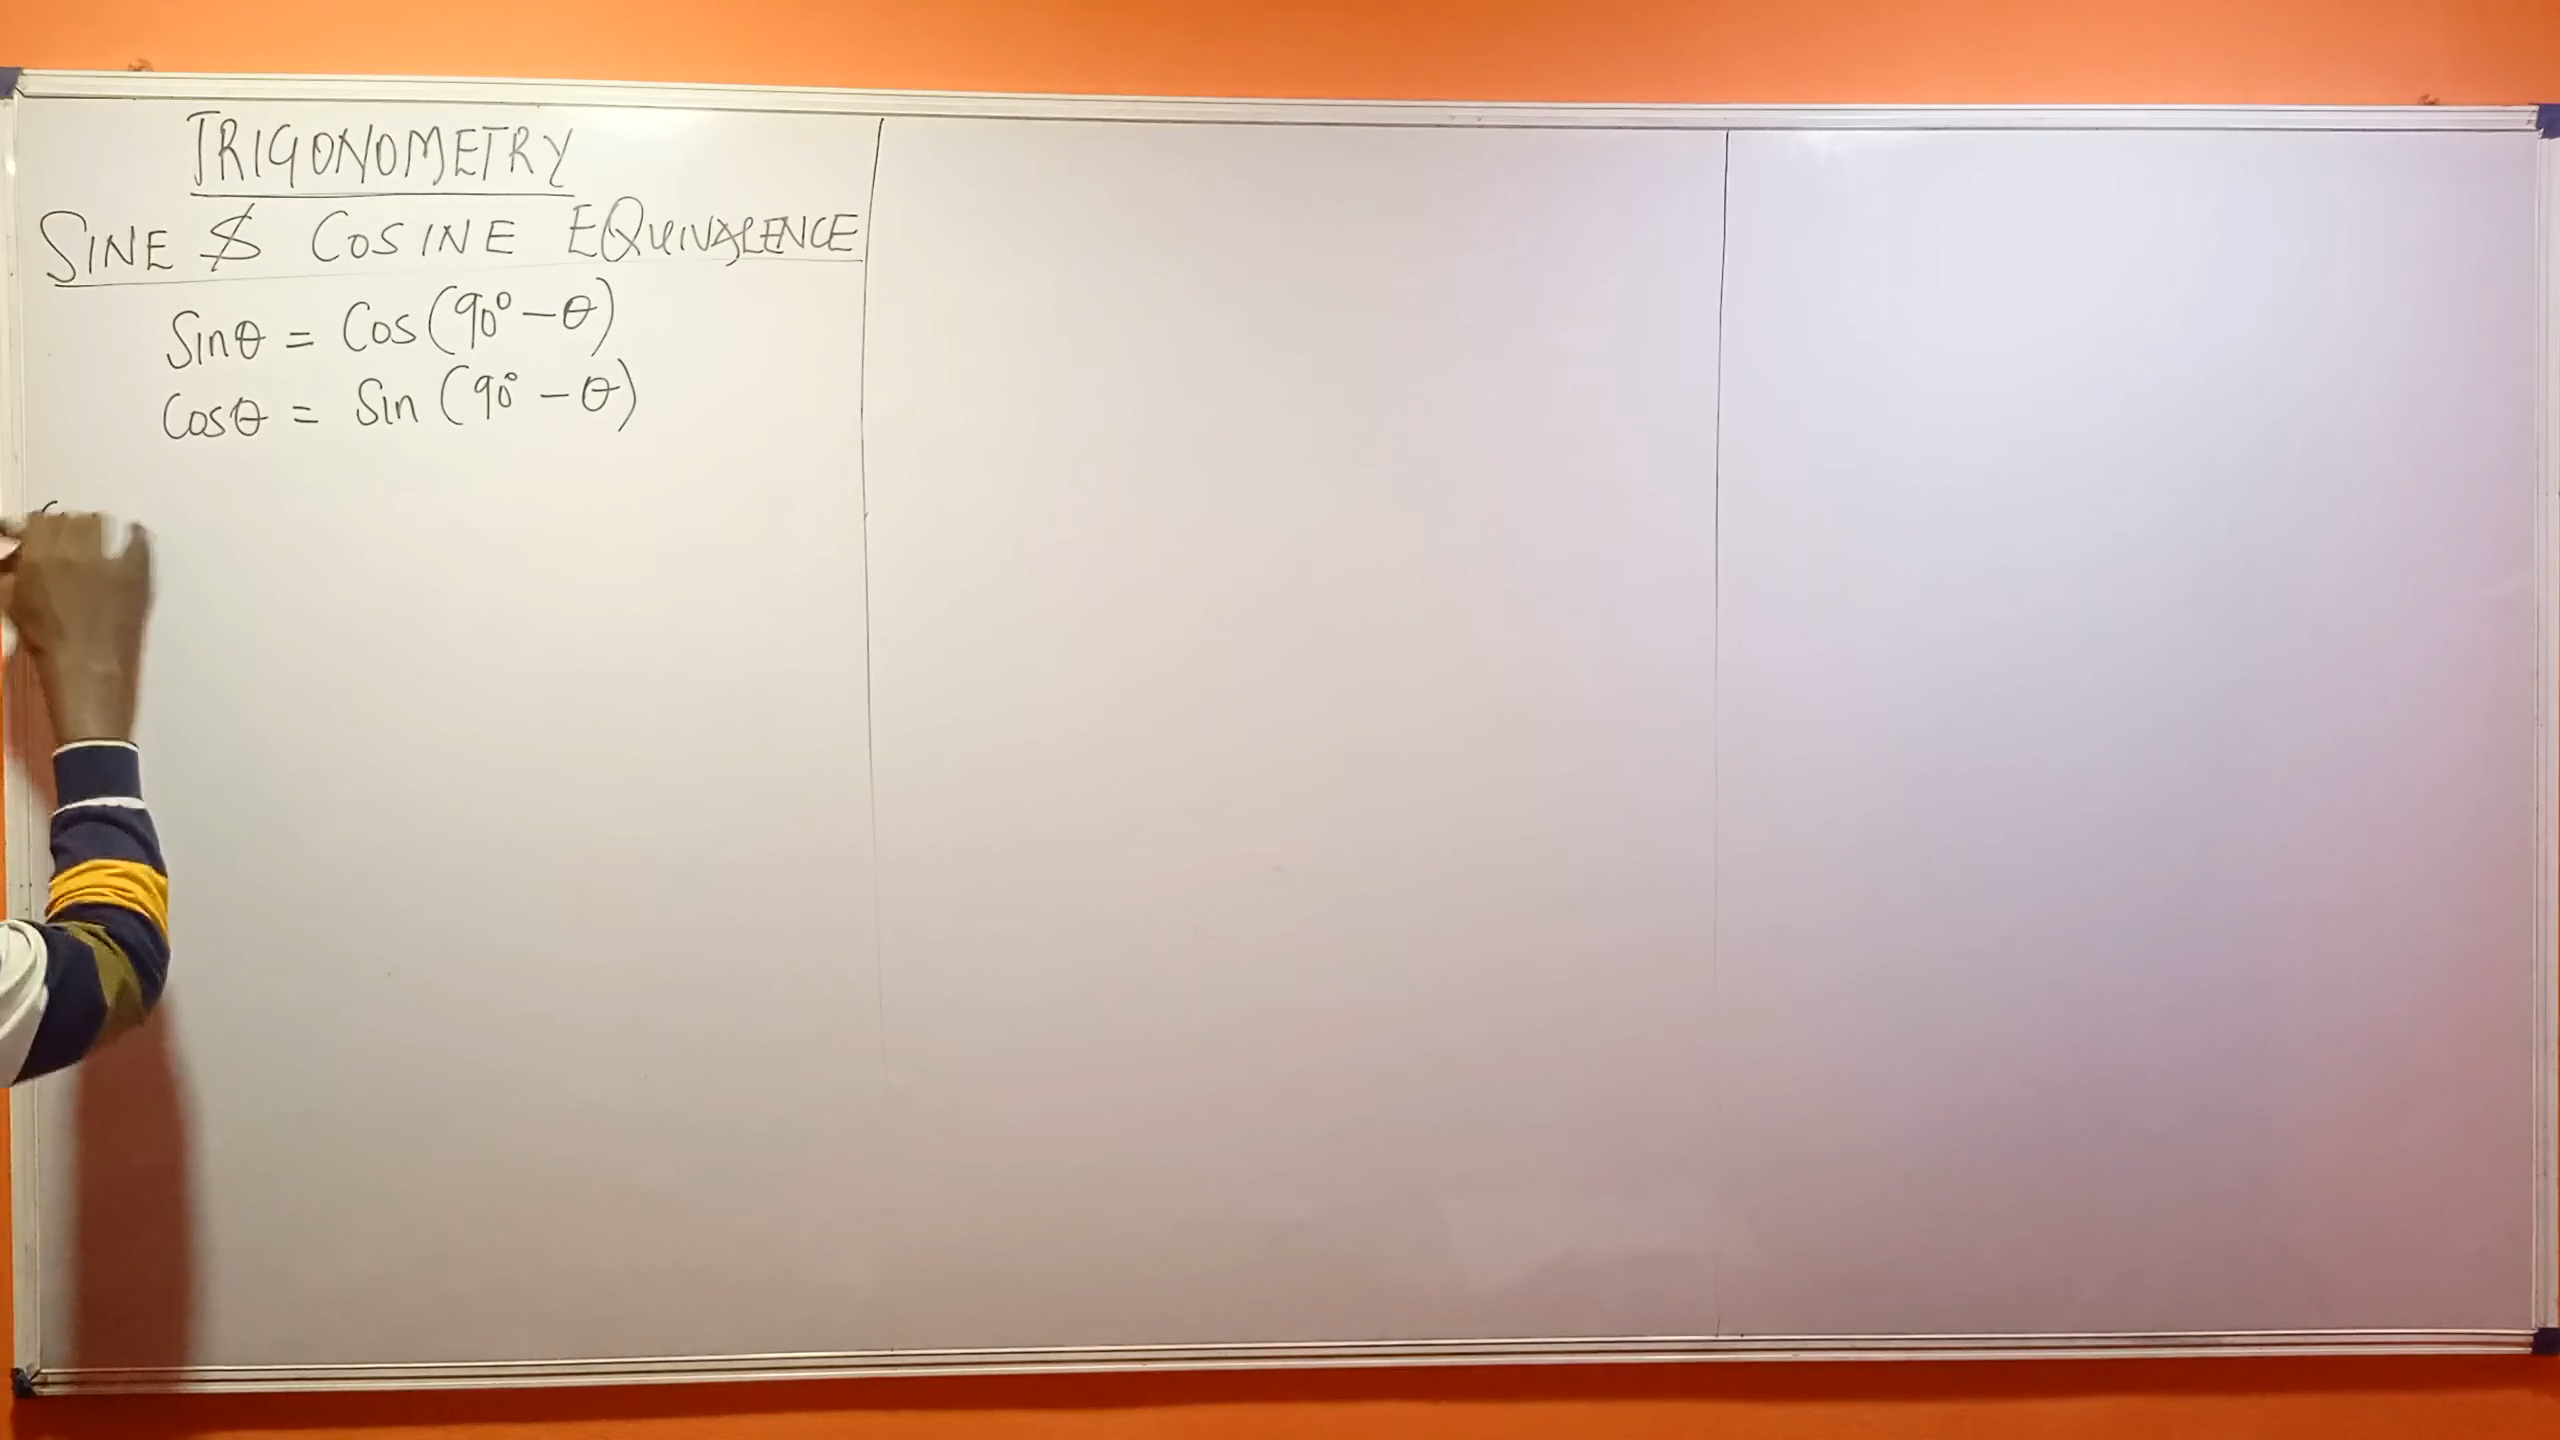 TRIGONOMETRY
SINE & COSINE EQUIVALENCE
Sinθ = Cos(90° – θ)
Cosθ = Sin (90° – θ)